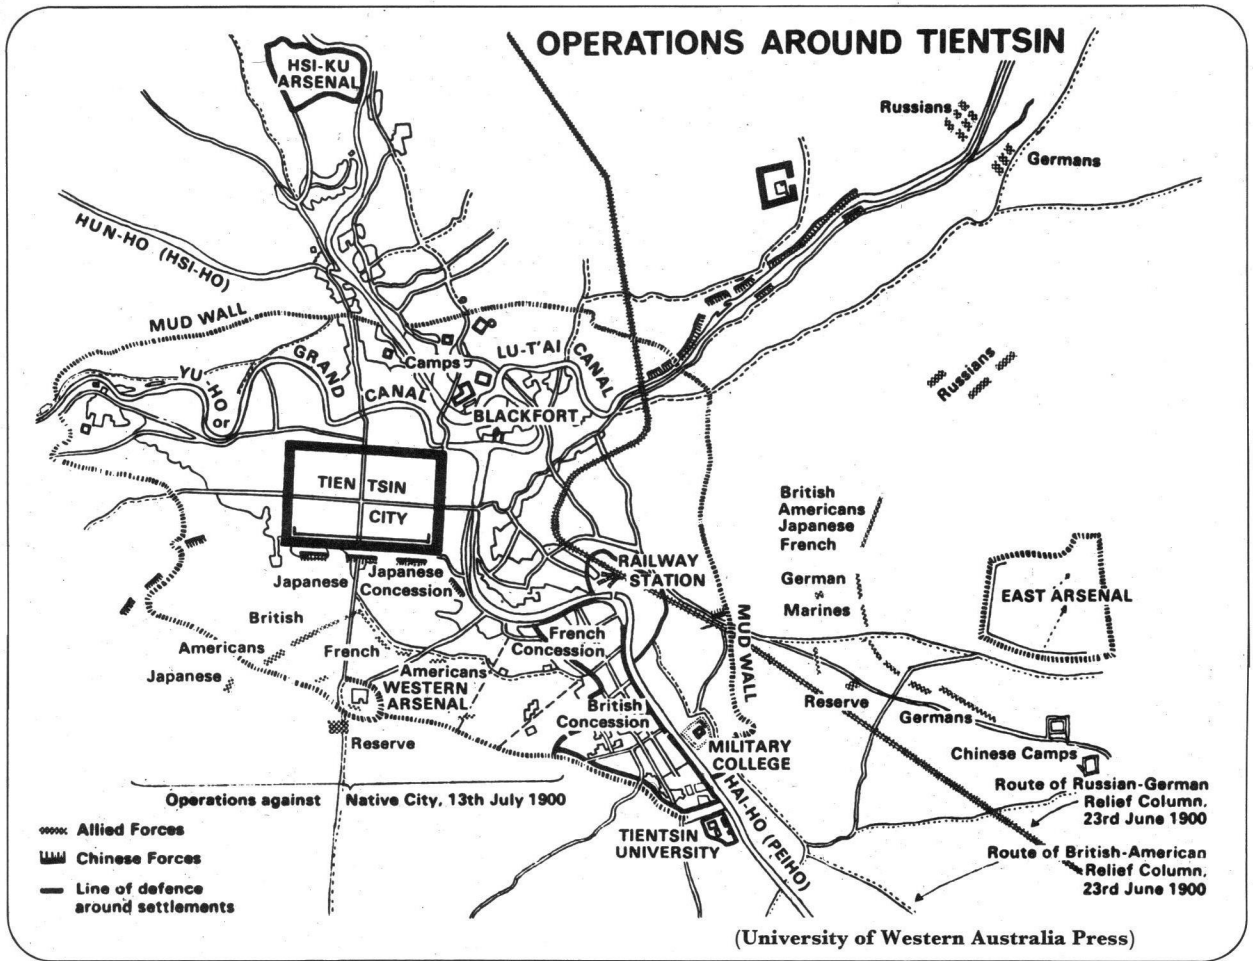 OPERATIONS AROUND TIENTSIN
HSI-KU
ARSENAL
Russians
Germans
HUN-HO (HSI-HO)
MUD WALL
YU-HO
or
GRAND
CANAL
Camps
LU-T'AI
CANAL
BLACKFORT
Russians
TIENTSIN
CITY
British
Americans
Japanese
French
German
Marines
EAST ARSENAL
RAILWAY
STATION
MUD WALL
Japanese
Japanese
Concession
British
Americans
Japanese
French
French
Concession
Americans
WESTERN
ARSENAL
British
Concession
Reserve
Reserve
Germans
Chinese Camps
MILITARY
COLLEGE
HAI-HO (PEIHO)
TIENTSIN
UNIVERSITY
Route of Russian-German
Relief Column.
23rd June 1900
Route of British-American
Relief Column,
23rd June 1900
Operations against Native City, 13th July 1900
Allied Forces
Chinese Forces
Line of defence
around settlements
(University of Western Australia Press)